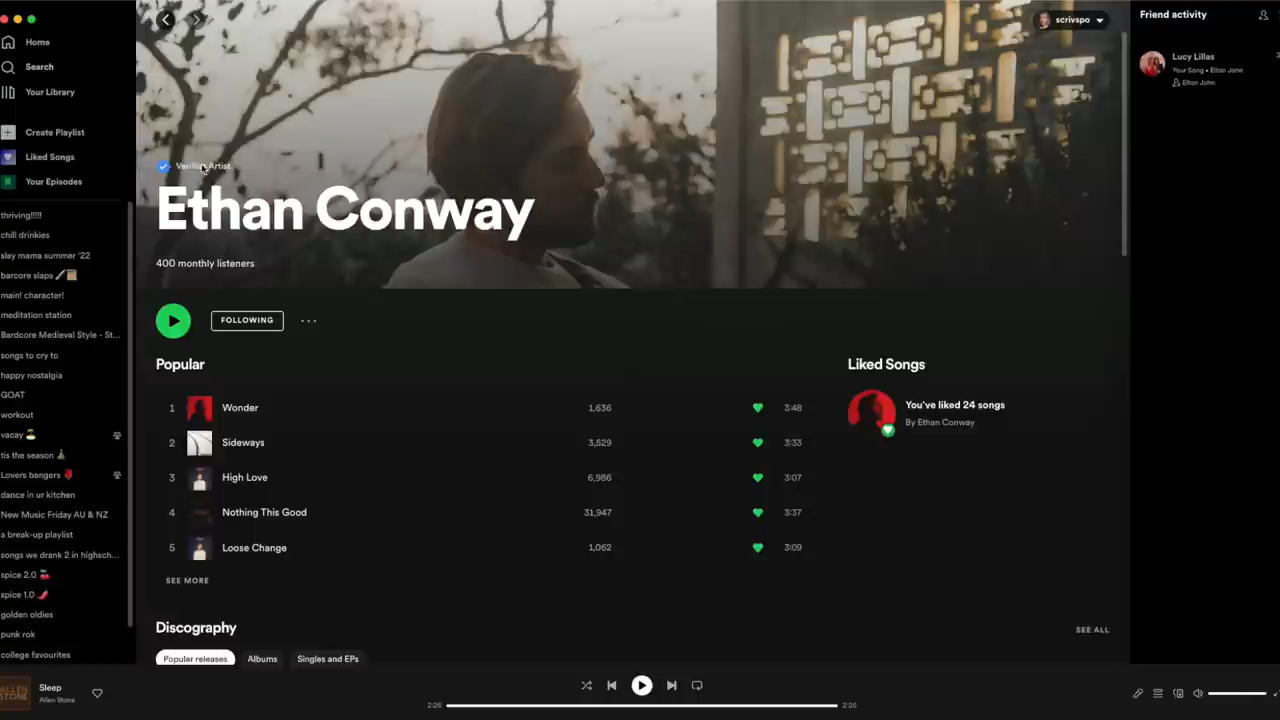 Home
Search
Your Library
Create Playlist
Liked Songs
Your Episodes
thriving!!!!!
chill drinkies
slay mama summer '22
barcore slaps
main! character!
meditation station
Bardcore Medieval Style - St...
songs to cry to
happy nostalgia
GOAT
workout
vacay
tis the season
Lovers bangers
dance in ur kitchen
New Music Friday AU & NZ
a break-up playlist
songs we drank 2 in highsch...
spice 2.0
spice 1.0
golden oldies
punk rok
college favourites
scrivspo
Verified Artist
Ethan Conway
400 monthly listeners
FOLLOWING
Popular
1 Wonder 1,636 3:48
2 Sideways 3,529 3:33
3 High Love 6,986 3:07
4 Nothing This Good 31,947 3:37
5 Loose Change 1,062 3:09
SEE MORE
Liked Songs
You've liked 24 songs
By Ethan Conway
Discography
SEE ALL
Popular releases Albums Singles and EPs
Friend activity
Lucy Lillas
Your Song • Elton John
Elton John
ALLEN
STONE
Sleep
Allen Stone
2:26 2:26